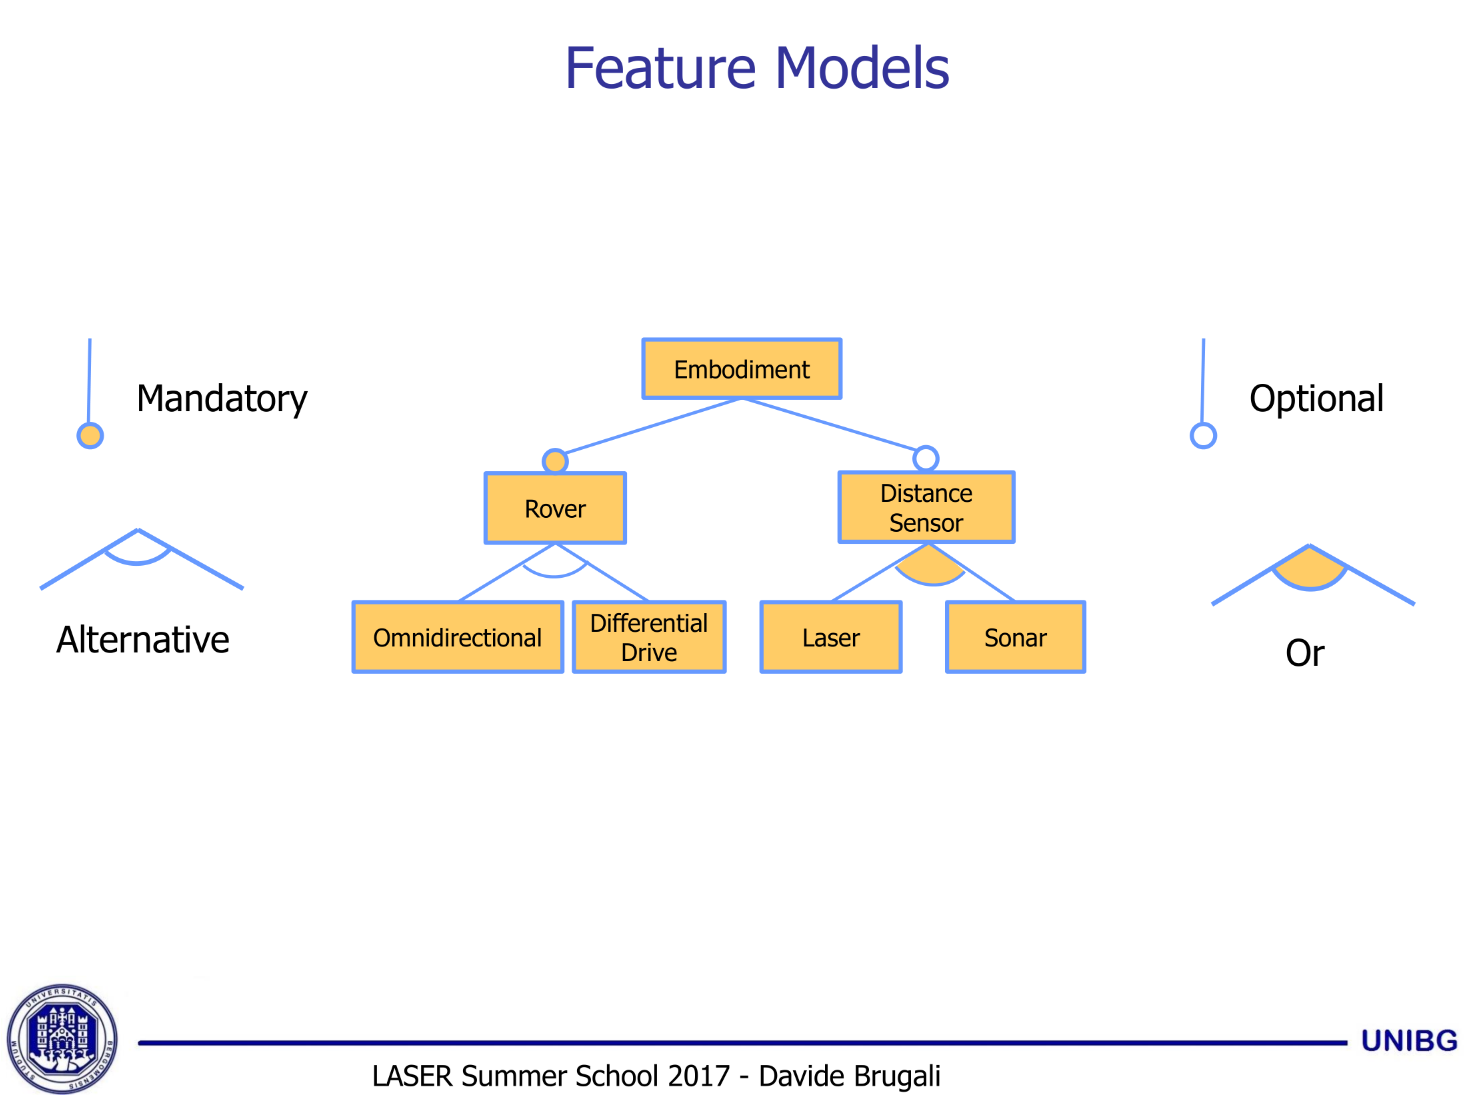 Feature Models
Embodiment
Mandatory
Optional
Rover
Distance
Sensor
Omnidirectional
Differential
Drive
Laser
Sonar
Alternative
Or
UNIVERSITATIS
STUDIUM
BERGOMENSIS
UNIBG
LASER Summer School 2017 - Davide Brugali